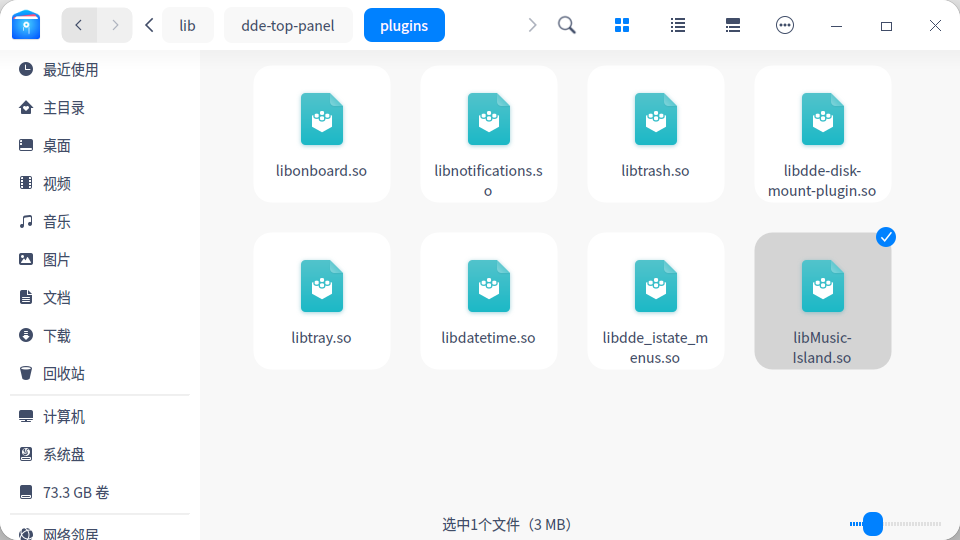 lib
dde-top-panel
plugins
最近使用
主目录
桌面
视频
音乐
图片
文档
下载
回收站
计算机
系统盘
73.3 GB 卷
网络邻居
libonboard.so
libnotifications.s
o
libtrash.so
libdde-disk-
mount-plugin.so
libtray.so
libdatetime.so
libdde_istate_m
enus.so
libMusic-
Island.so
选中1个文件（3 MB）